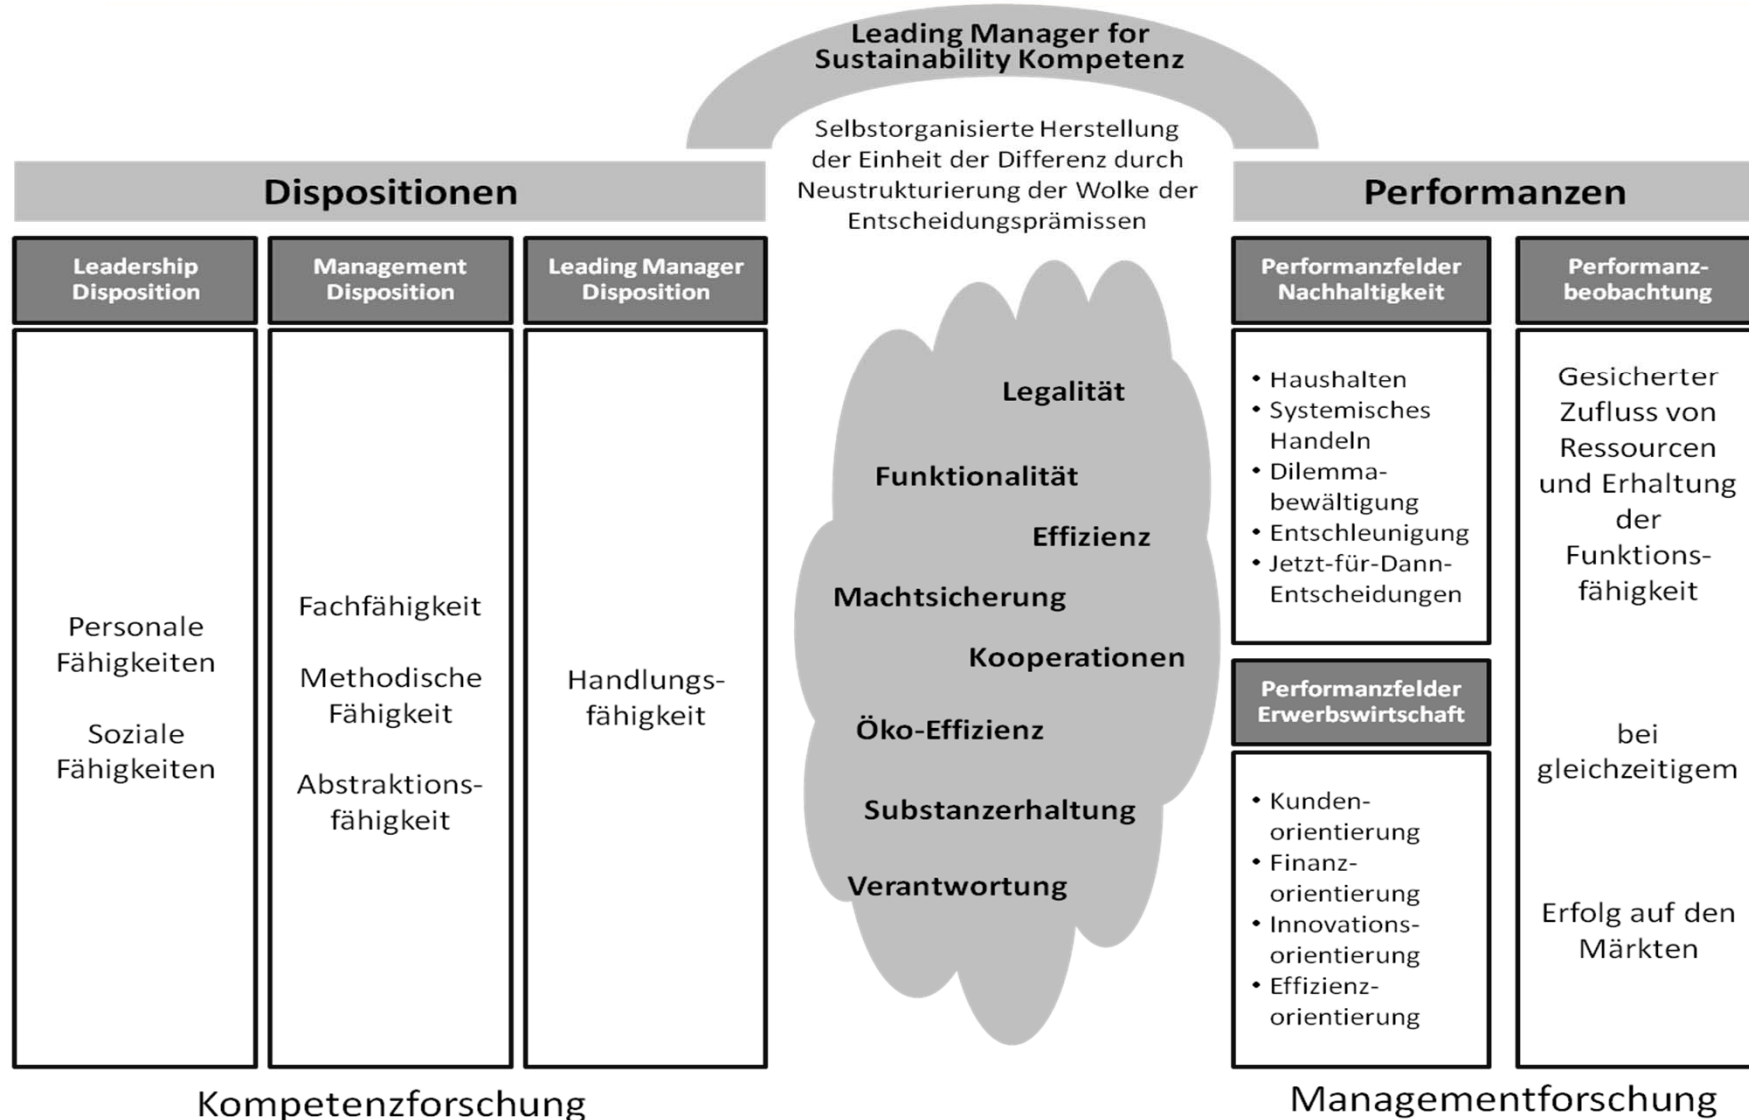 Leading Manager for
Sustainability Kompetenz
Selbstorganisierte Herstellung
der Einheit der Differenz durch
Neustrukturierung der Wolke der
Entscheidungsprämissen
Dispositionen
Leadership
Disposition
Personale
Fähigkeiten
Soziale
Fähigkeiten
Management
Disposition
Fachfähigkeit
Methodische
Fähigkeit
Abstraktions-
fähigkeit
Leading Manager
Disposition
Handlungs-
fähigkeit
Kompetenzforschung
Legalität
Funktionalität
Effizienz
Machtsicherung
Kooperationen
Öko-Effizienz
Substanzerhaltung
Verantwortung
Performanzen
Performanzfelder
Nachhaltigkeit
• Haushalten
• Systemisches
Handeln
• Dilemma-
bewältigung
• Entschleunigung
• Jetzt-für-Dann-
Entscheidungen
Performanzfelder
Erwerbswirtschaft
• Kunden-
orientierung
• Finanz-
orientierung
• Innovations-
orientierung
• Effizienz-
orientierung
Performanz-
beobachtung
Gesicherter
Zufluss von
Ressourcen
und Erhaltung
der
Funktions-
fähigkeit
bei
gleichzeitigem
Erfolg auf den
Märkten
Managementforschung